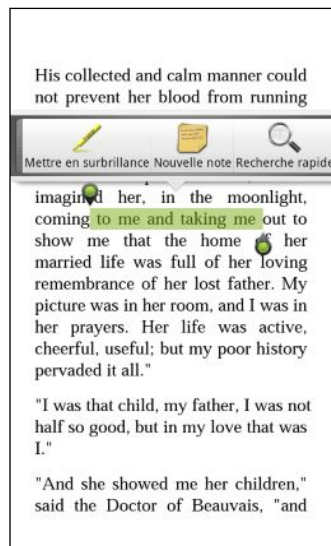 His collected and calm manner could
not prevent her blood from running
Mettre en surbrillance Nouvelle note Recherche rapide
imagined her, in the moonlight,
coming to me and taking me out to
show me that the home of her
married life was full of her loving
remembrance of her lost father. My
picture was in her room, and I was in
her prayers. Her life was active,
cheerful, useful; but my poor history
pervaded it all."
"I was that child, my father, I was not
half so good, but in my love that was
I."
"And she showed me her children,"
said the Doctor of Beauvais, "and